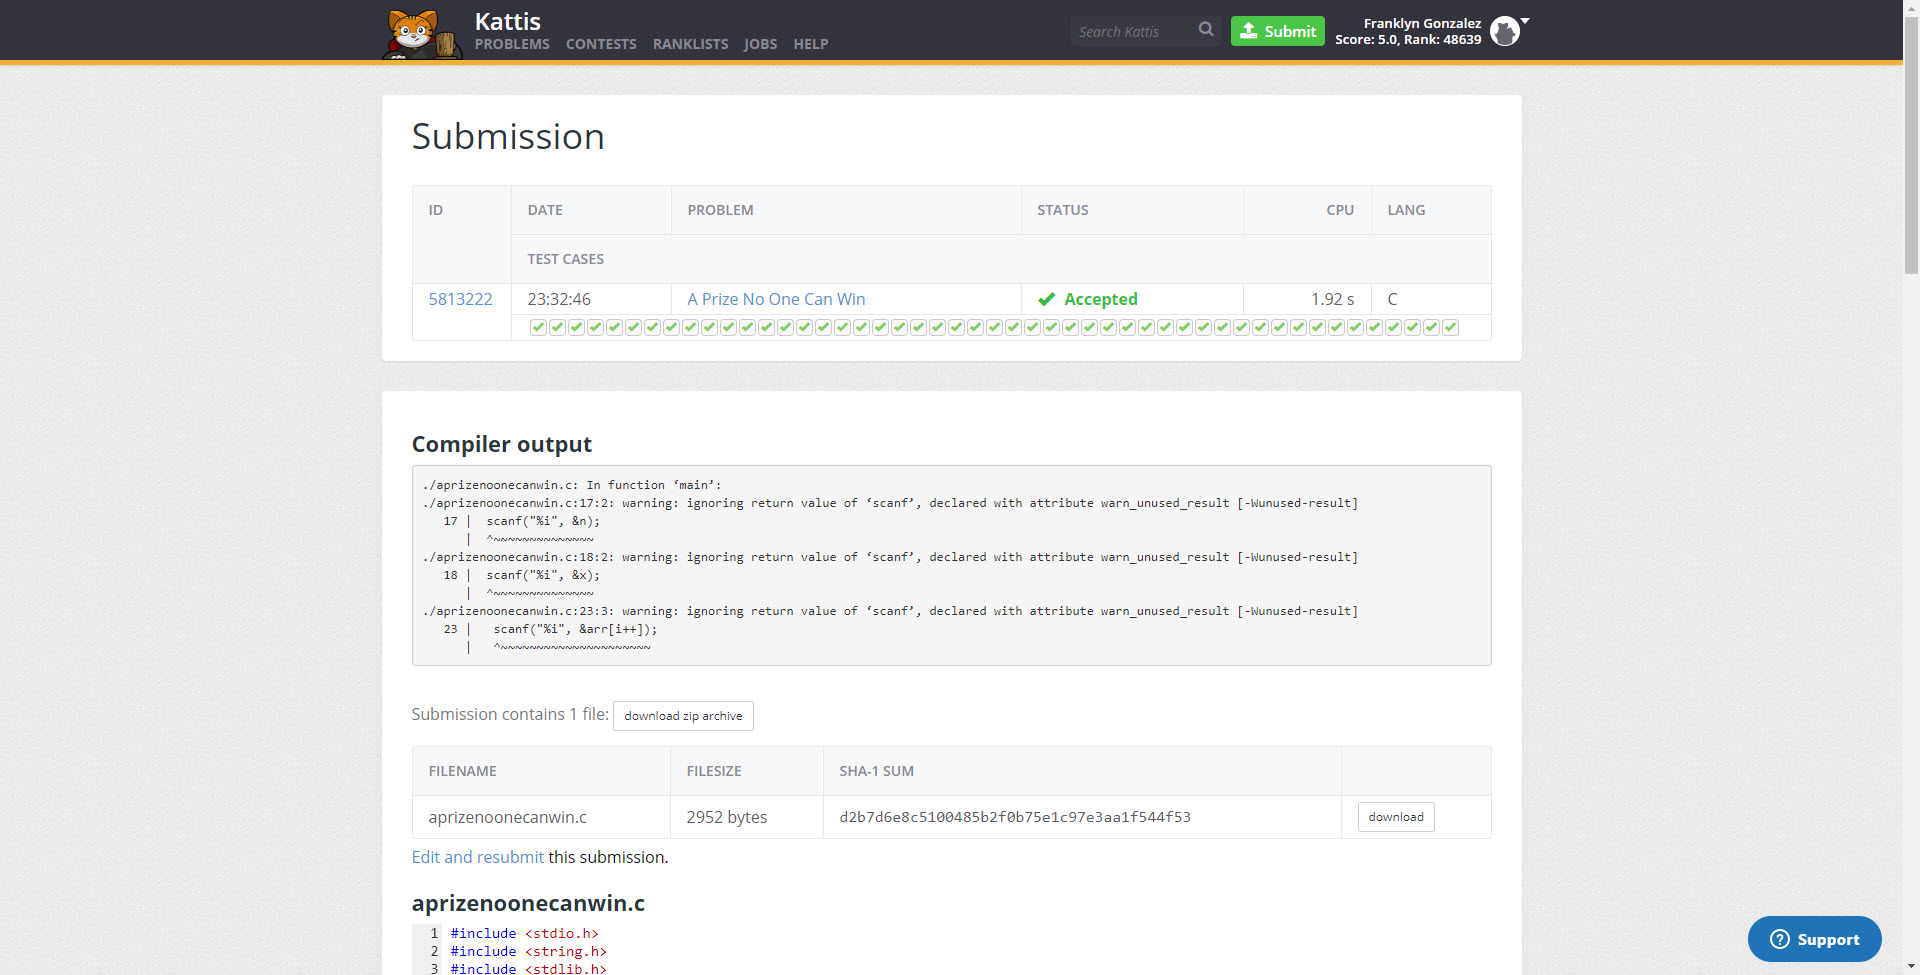 Kattis
PROBLEMS CONTESTS RANKLISTS JOBS HELP
Search Kattis
Submit
Franklyn Gonzalez
Score: 5.0, Rank: 48639
Submission
ID DATE PROBLEM STATUS CPU LANG
TEST CASES
5813222 23:32:46 A Prize No One Can Win Accepted 1.92 s C
Compiler output
./aprizenoonecanwin.c: In function ‘main’:
./aprizenoonecanwin.c:17:2: warning: ignoring return value of ‘scanf’, declared with attribute warn_unused_result [-Wunused-result]
17 | scanf("%i", &n);
| ^~~~~~~~~~~~~~~
./aprizenoonecanwin.c:18:2: warning: ignoring return value of ‘scanf’, declared with attribute warn_unused_result [-Wunused-result]
18 | scanf("%i", &x);
| ^~~~~~~~~~~~~~~
./aprizenoonecanwin.c:23:3: warning: ignoring return value of ‘scanf’, declared with attribute warn_unused_result [-Wunused-result]
23 | scanf("%i", &arr[i++]);
| ^~~~~~~~~~~~~~~~~~~~~~
Submission contains 1 file: download zip archive
FILENAME FILESIZE SHA-1 SUM
aprizenoonecanwin.c 2952 bytes d2b7d6e8c5100485b2f0b75e1c97e3aa1f544f53 download
Edit and resubmit this submission.
aprizenoonecanwin.c
1 #include <stdio.h>
2 #include <string.h>
3 #include <stdlib.h>
Support